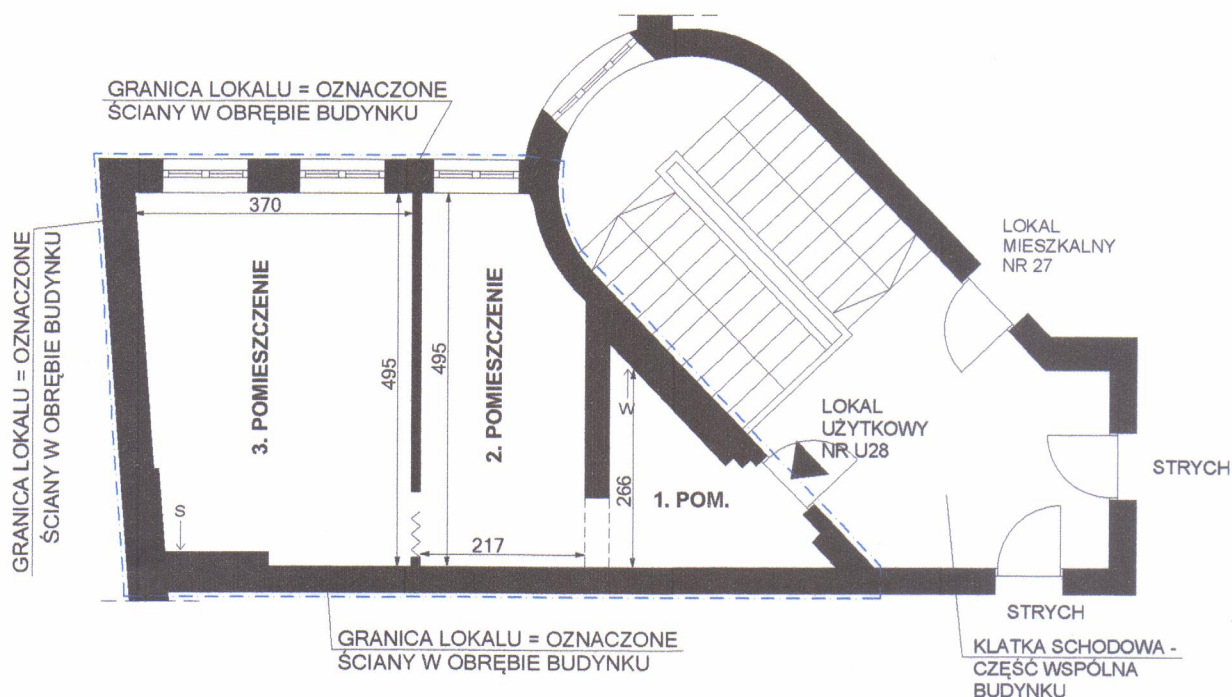 GRANICA LOKALU = OZNACZONE
ŚCIANY W OBRĘBIE BUDYNKU
GRANICA LOKALU = OZNACZONE
ŚCIANY W OBRĘBIE BUDYNKU
370
3. POMIESZCZENIE
495
495
2. POMIESZCZENIE
217
S
W
266
1. POM.
LOKAL
MIESZKALNY
NR 27
LOKAL
UŻYTKOWY
NR U28
STRYCH
STRYCH
GRANICA LOKALU = OZNACZONE
ŚCIANY W OBRĘBIE BUDYNKU
KLATKA SCHODOWA -
CZĘŚĆ WSPÓLNA
BUDYNKU